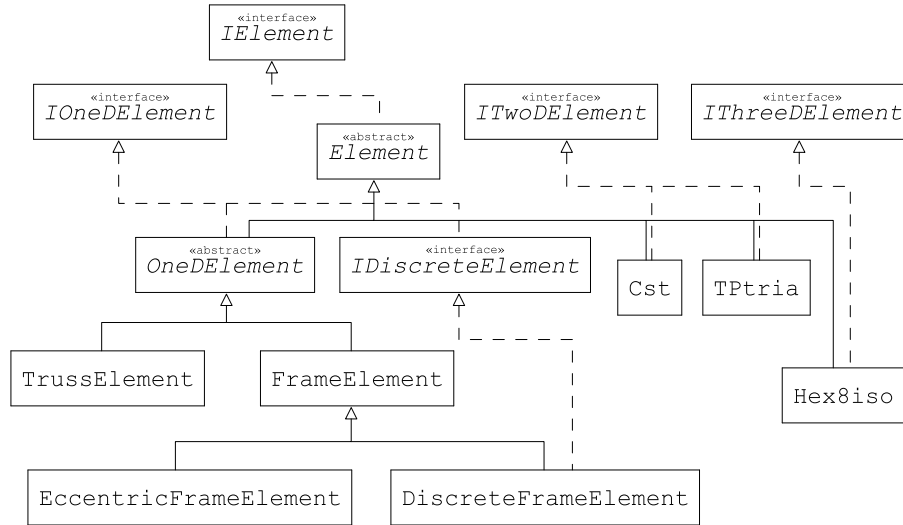 «interface»
IElement
«interface»
IOneDElement
«interface»
ITwoDElement
«interface»
IThreeDElement
«abstract»
Element
«abstract»
OneDElement
«interface»
IDiscreteElement
Cst
TPtria
TrussElement
FrameElement
Hex8iso
EccentricFrameElement
DiscreteFrameElement